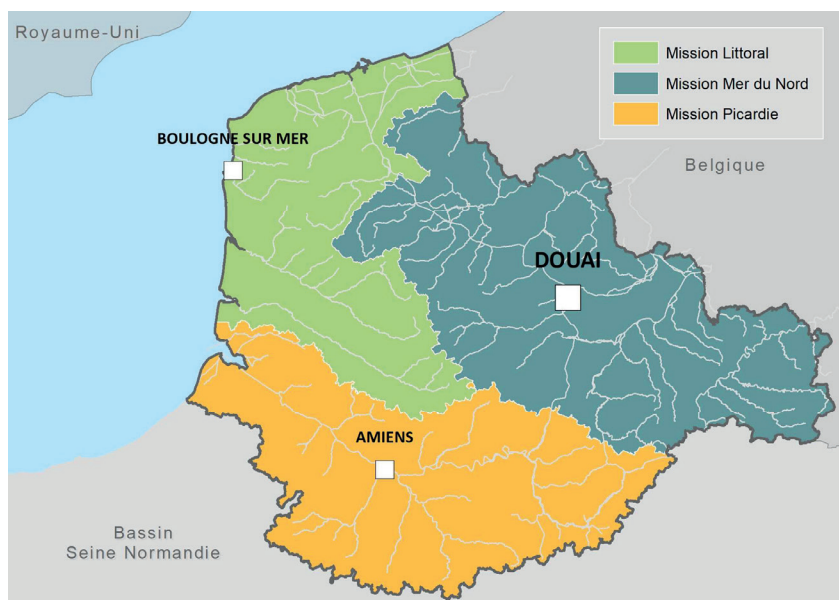 Royaume-Uni
Mission Littoral
Mission Mer du Nord
Mission Picardie
BOULOGNE SUR MER
Belgique
DOUAI
AMIENS
Bassin
Seine Normandie